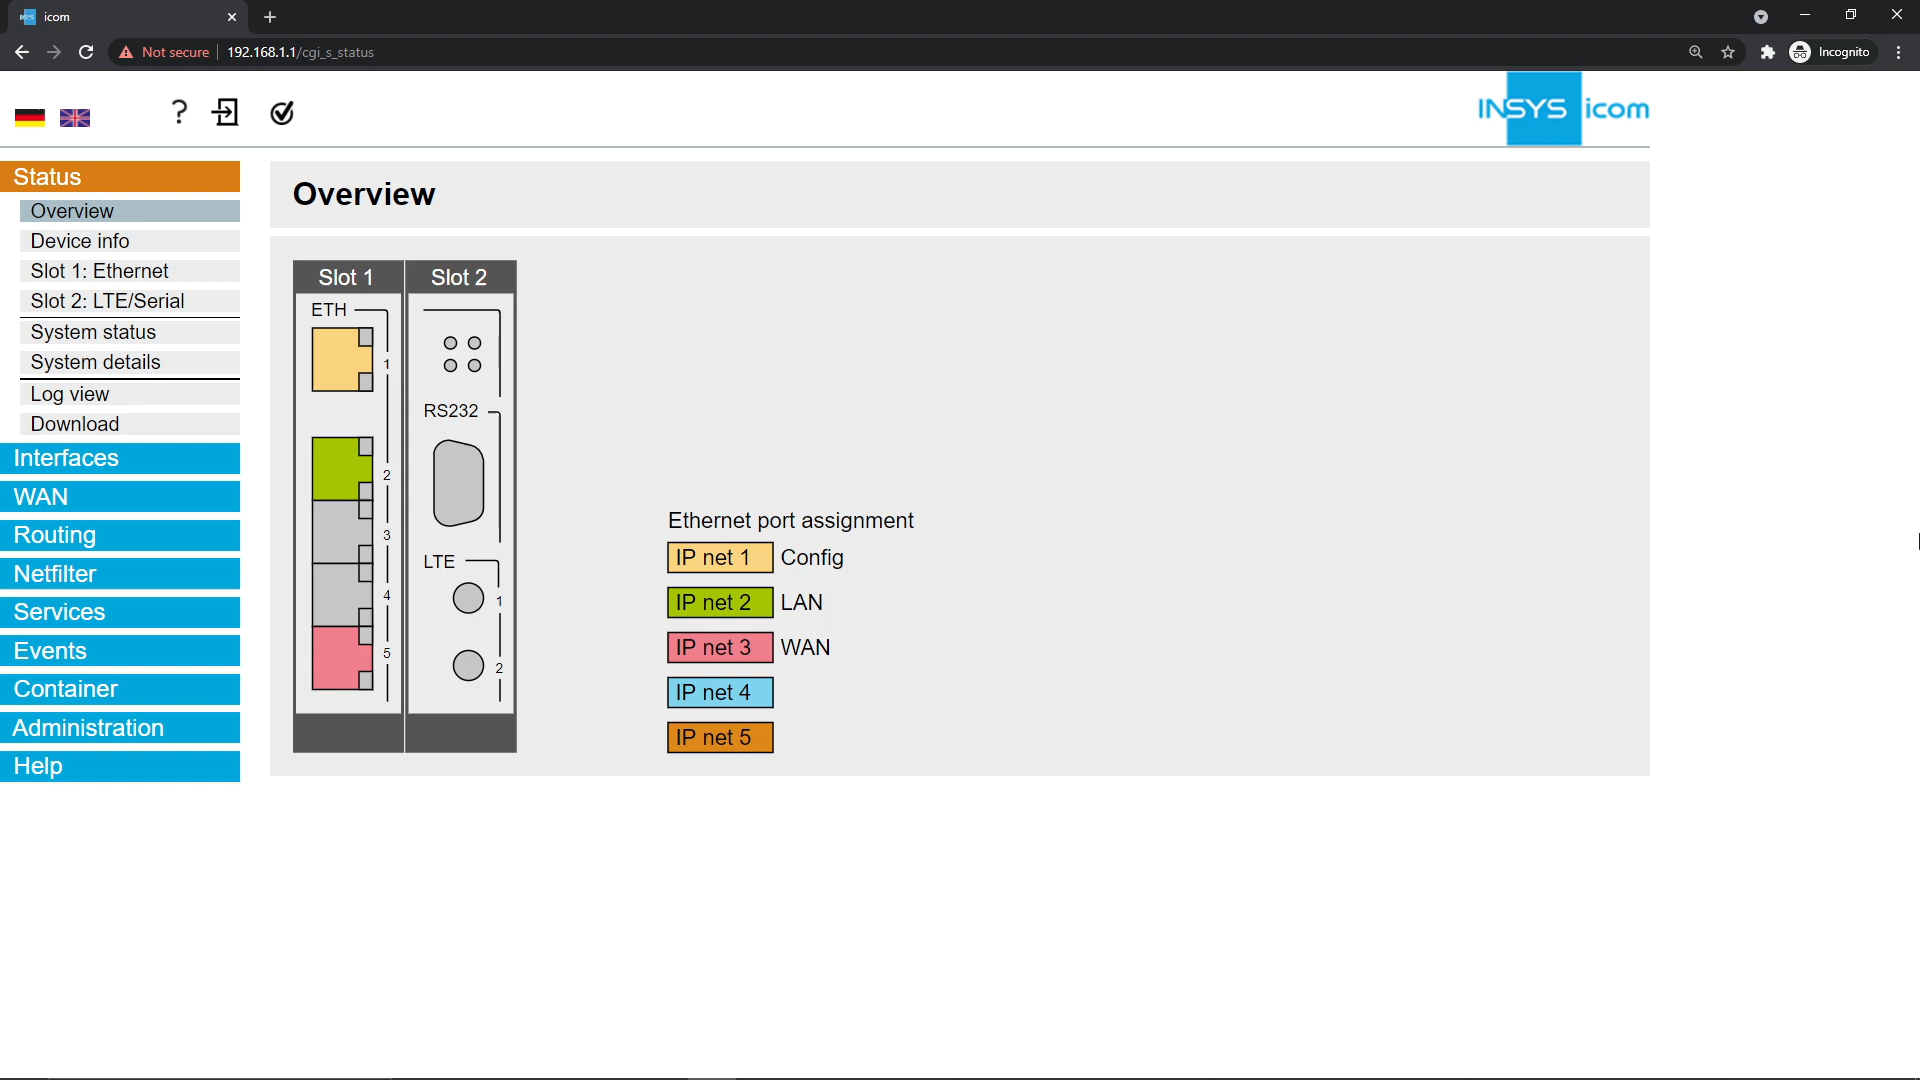 icom
Not secure
192.168.1.1/cgi_s_status
Incognito
?
INSYS icom
Status
Overview
Device info
Slot 1: Ethernet
Slot 2: LTE/Serial
System status
System details
Log view
Download
Interfaces
WAN
Routing
Netfilter
Services
Events
Container
Administration
Help
Overview
Slot 1
ETH
1
2
3
4
5
Slot 2
RS232
LTE
1
2
Ethernet port assignment
IP net 1 Config
IP net 2 LAN
IP net 3 WAN
IP net 4
IP net 5